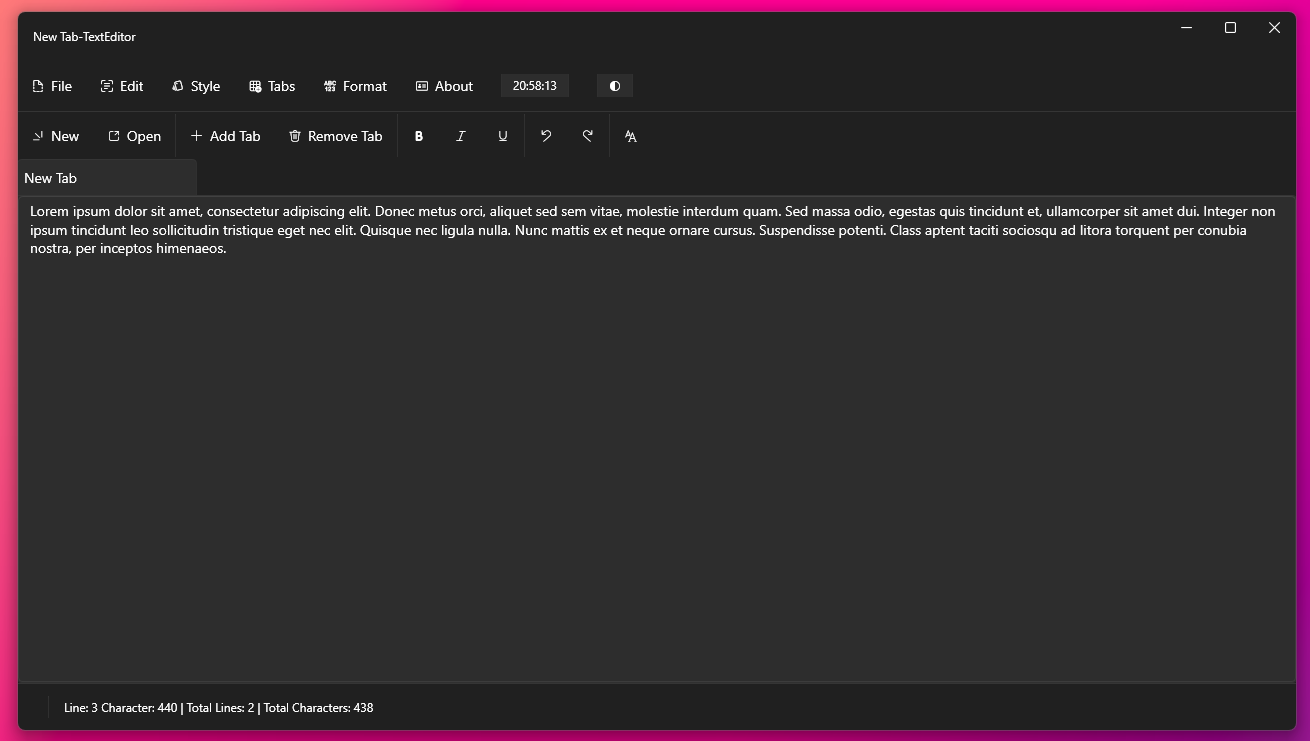 New Tab-TextEditor
File Edit Style Tabs Format About 20:58:13
New Open Add Tab Remove Tab B I U AA
New Tab
Lorem ipsum dolor sit amet, consectetur adipiscing elit. Donec metus orci, aliquet sed sem vitae, molestie interdum quam. Sed massa odio, egestas quis tincidunt et, ullamcorper sit amet dui. Integer non
ipsum tincidunt leo sollicitudin tristique eget nec elit. Quisque nec ligula nulla. Nunc mattis ex et neque ornare cursus. Suspendisse potenti. Class aptent taciti sociosqu ad litora torquent per conubia
nostra, per inceptos himenaeos.
Line: 3 Character: 440 | Total Lines: 2 | Total Characters: 438